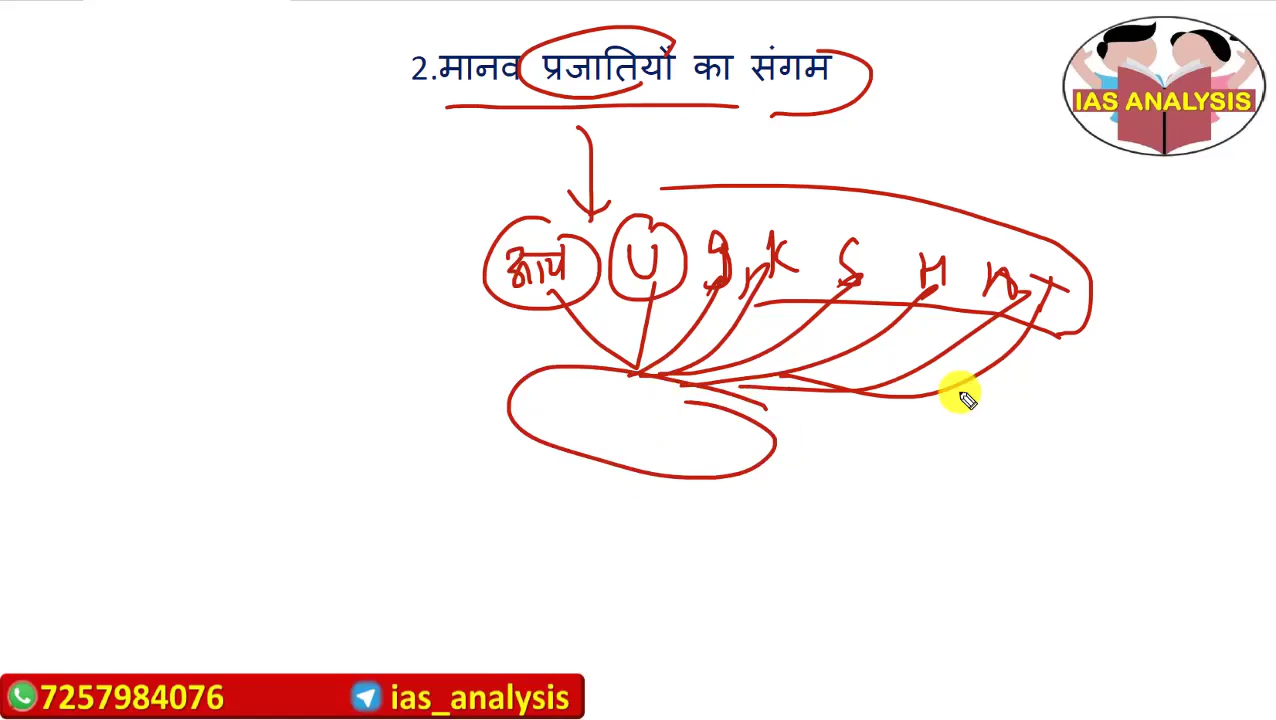 2.मानव प्रजातियों का संगम
IAS ANALYSIS
आर्य U g K S H T
7257984076 ias_analysis